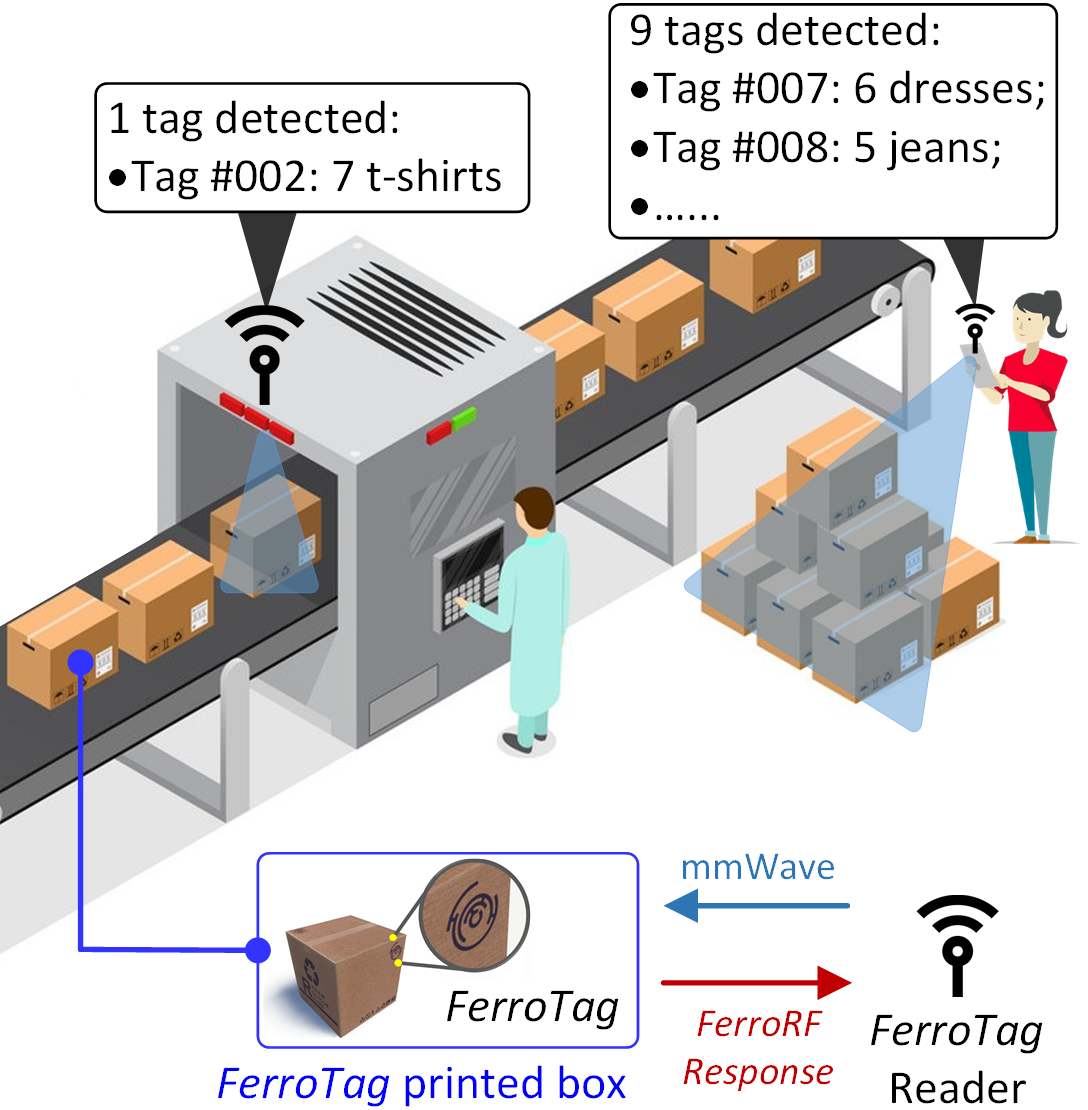 9 tags detected:
•Tag #007: 6 dresses;
•Tag #008: 5 jeans;
•......
1 tag detected:
•Tag #002: 7 t-shirts
mmWave
FerroTag
FerroRF
Response
FerroTag
Reader
FerroTag printed box